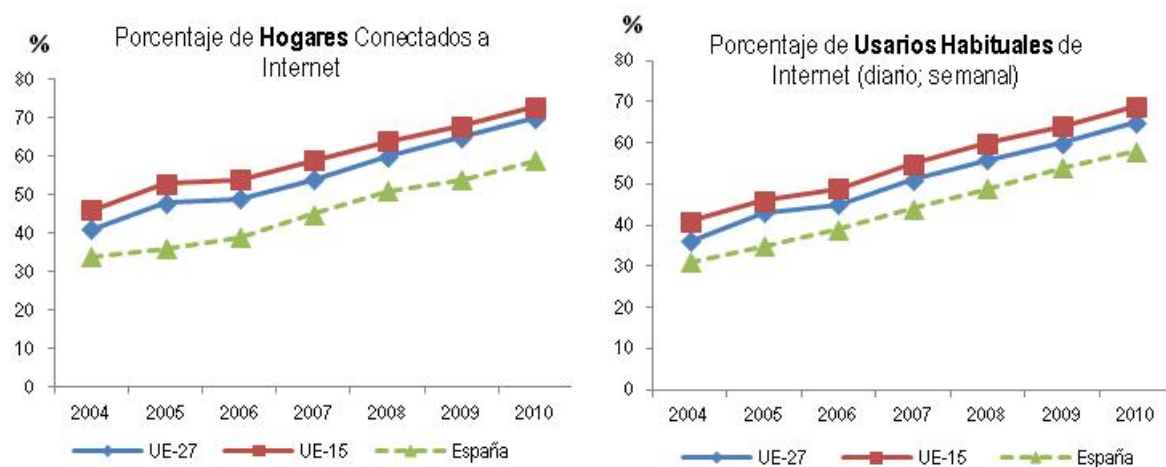 %
Porcentaje de Hogares Conectados a
Internet
80
70
60
50
40
30
20
10
0
2004 2005 2006 2007 2008 2009 2010
UE-27 UE-15 España
%
Porcentaje de Usarios Habituales de
Internet (diario; semanal)
80
70
60
50
40
30
20
10
0
2004 2005 2006 2007 2008 2009 2010
UE-27 UE-15 España